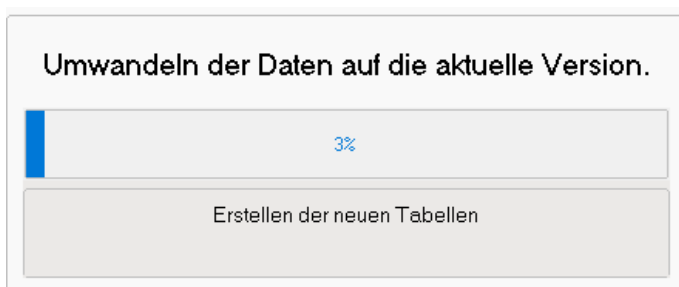 Umwandeln der Daten auf die aktuelle Version.
3%
Erstellen der neuen Tabellen